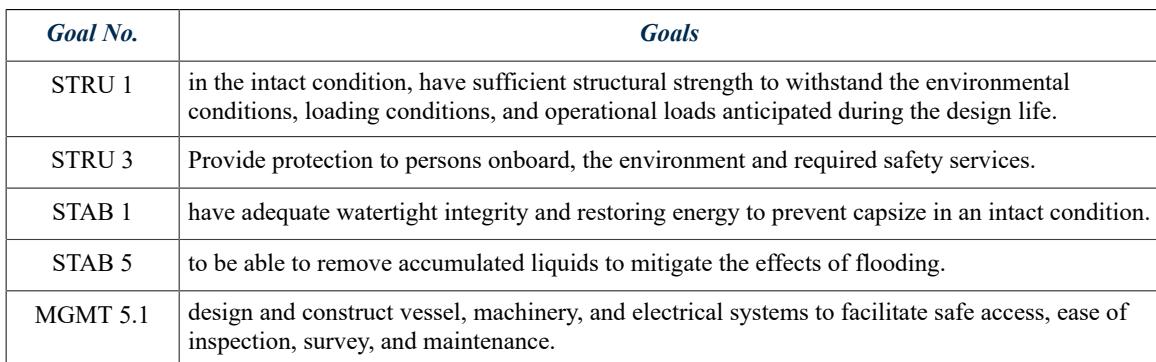 Goal No. Goals
STRU 1 in the intact condition, have sufficient structural strength to withstand the environmental
conditions, loading conditions, and operational loads anticipated during the design life.
STRU 3 Provide protection to persons onboard, the environment and required safety services.
STAB 1 have adequate watertight integrity and restoring energy to prevent capsize in an intact condition.
STAB 5 to be able to remove accumulated liquids to mitigate the effects of flooding.
MGMT 5.1 design and construct vessel, machinery, and electrical systems to facilitate safe access, ease of
inspection, survey, and maintenance.